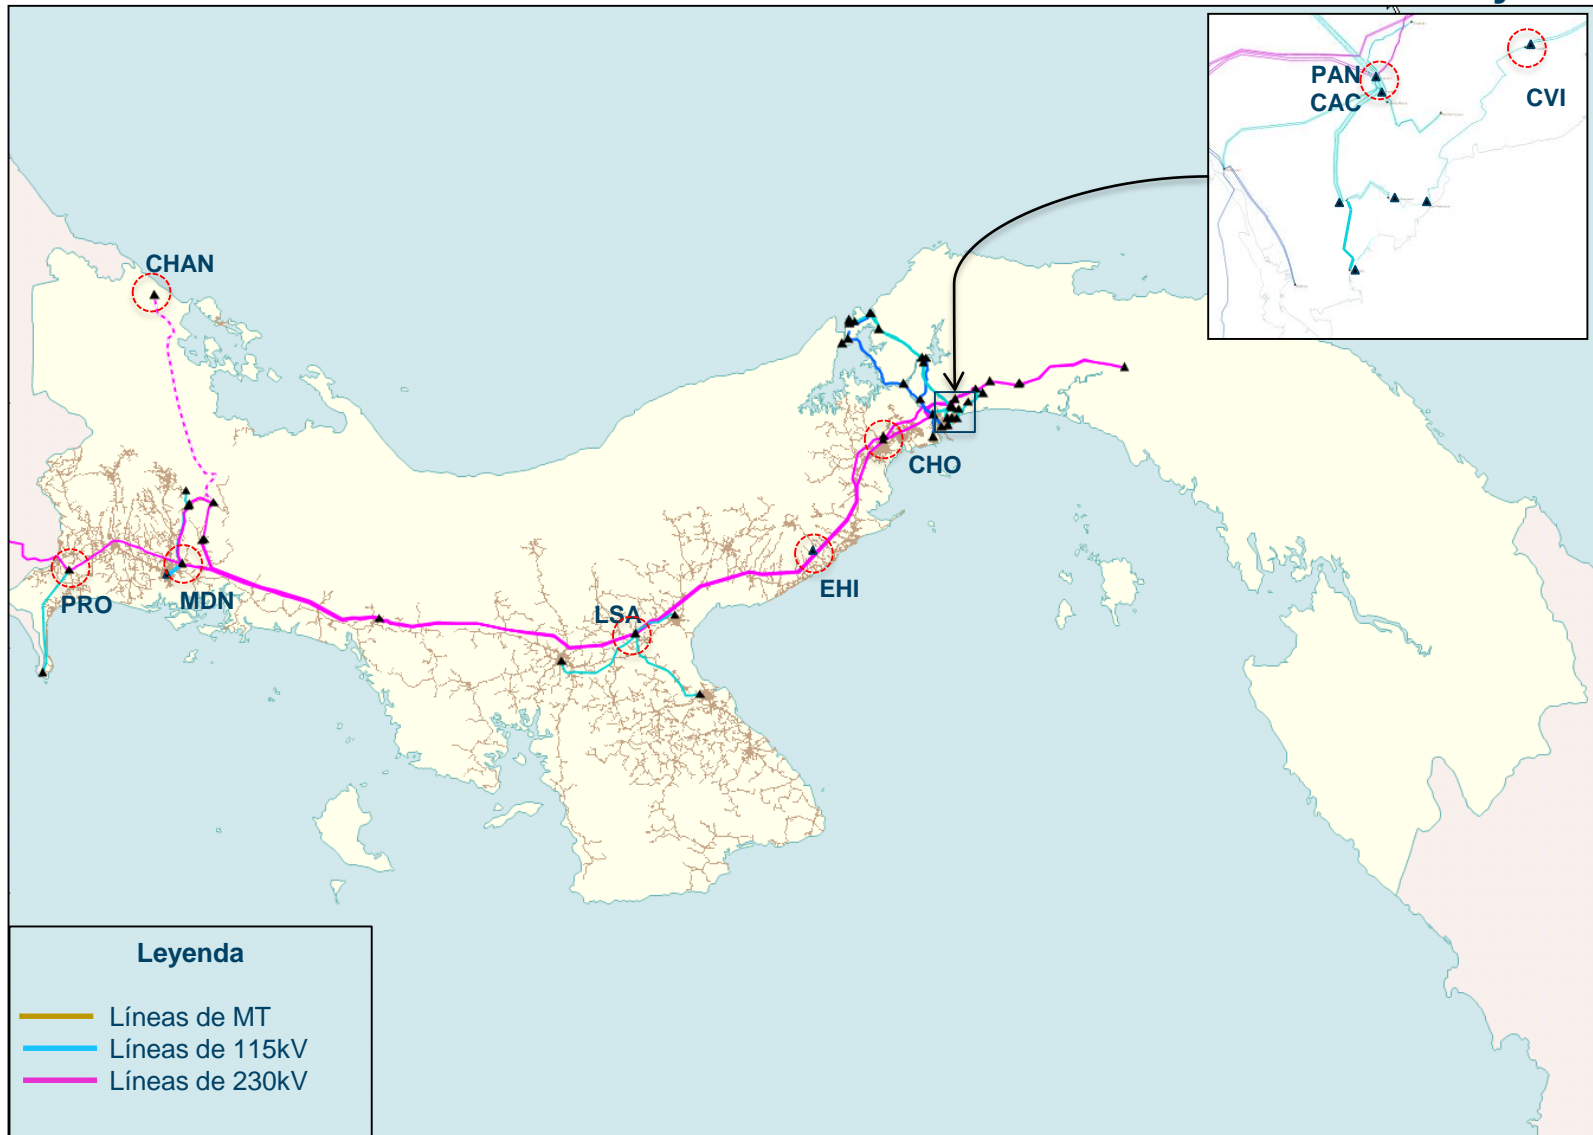 PAN
CAC
CVI
CHAN
CHO
EHI
PRO
MDN
LSA
Leyenda
Líneas de MT
Líneas de 115kV
Líneas de 230kV